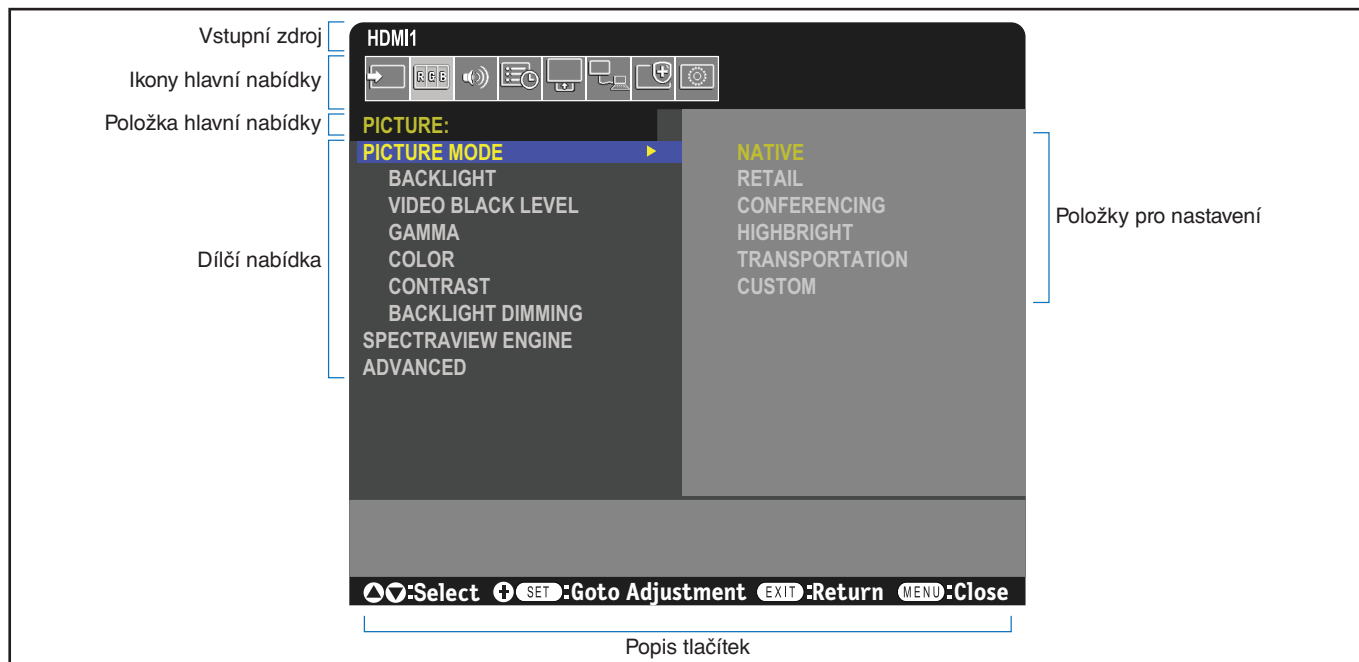 Vstupní zdroj
HDMI1
Ikony hlavní nabídky
RGB
Položka hlavní nabídky
PICTURE:
Dílčí nabídka
PICTURE MODE
BACKLIGHT
VIDEO BLACK LEVEL
GAMMA
COLOR
CONTRAST
BACKLIGHT DIMMING
SPECTRAVIEW ENGINE
ADVANCED
NATIVE
RETAIL
CONFERENCING
HIGHBRIGHT
TRANSPORTATION
CUSTOM
Položky pro nastavení
:Select SET:Goto Adjustment EXIT:Return MENU:Close
Popis tlačítek